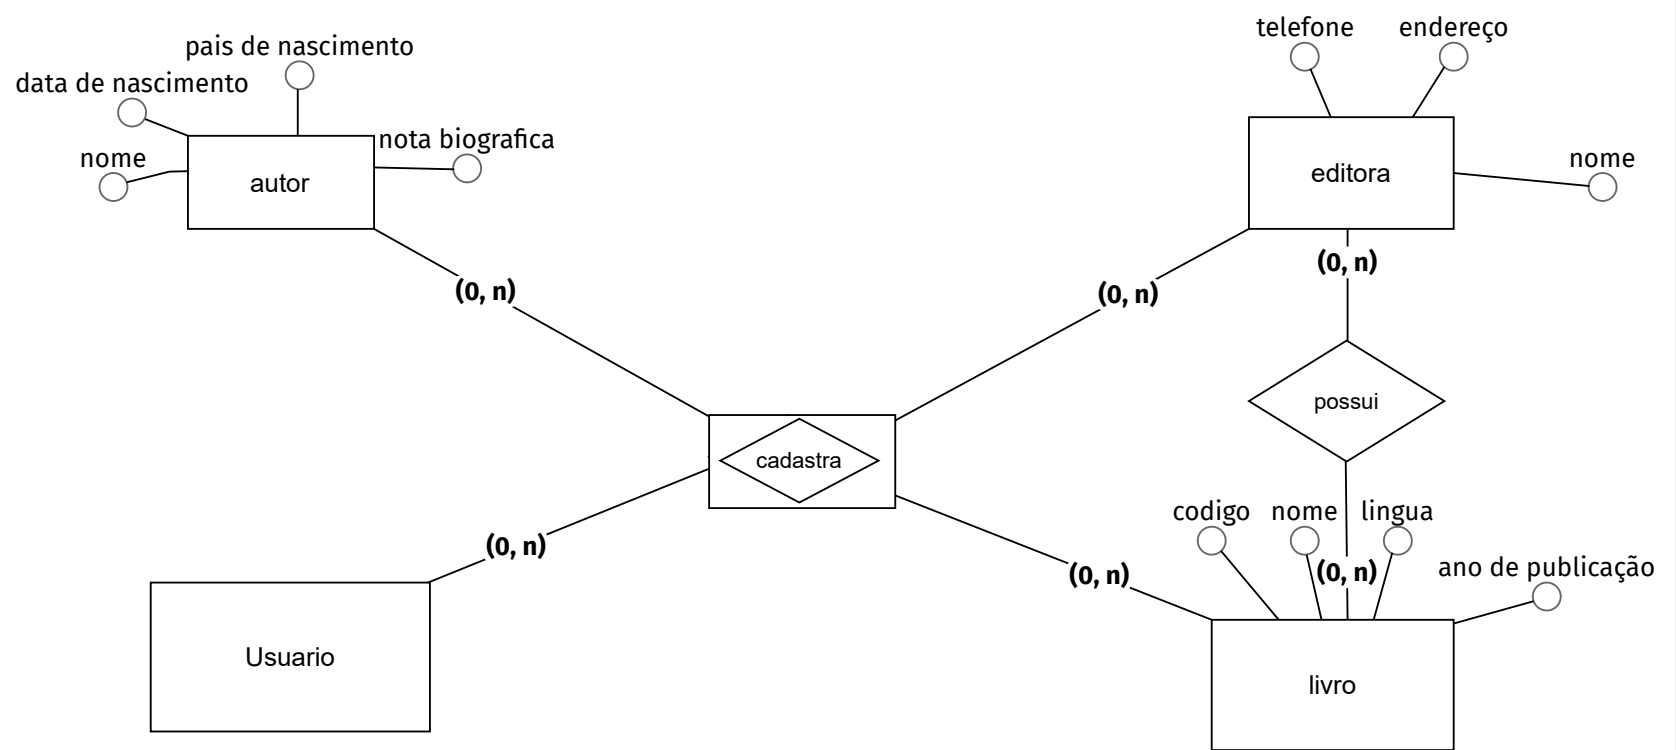 telefone
endereço
pais de nascimento
data de nascimento
nota biografica
nome
autor
editora
nome
(0, n)
(0, n)
(0, n)
possui
cadastra
codigo
nome
lingua
(0, n)
(0, n)
(0, n)
ano de publicação
Usuario
livro